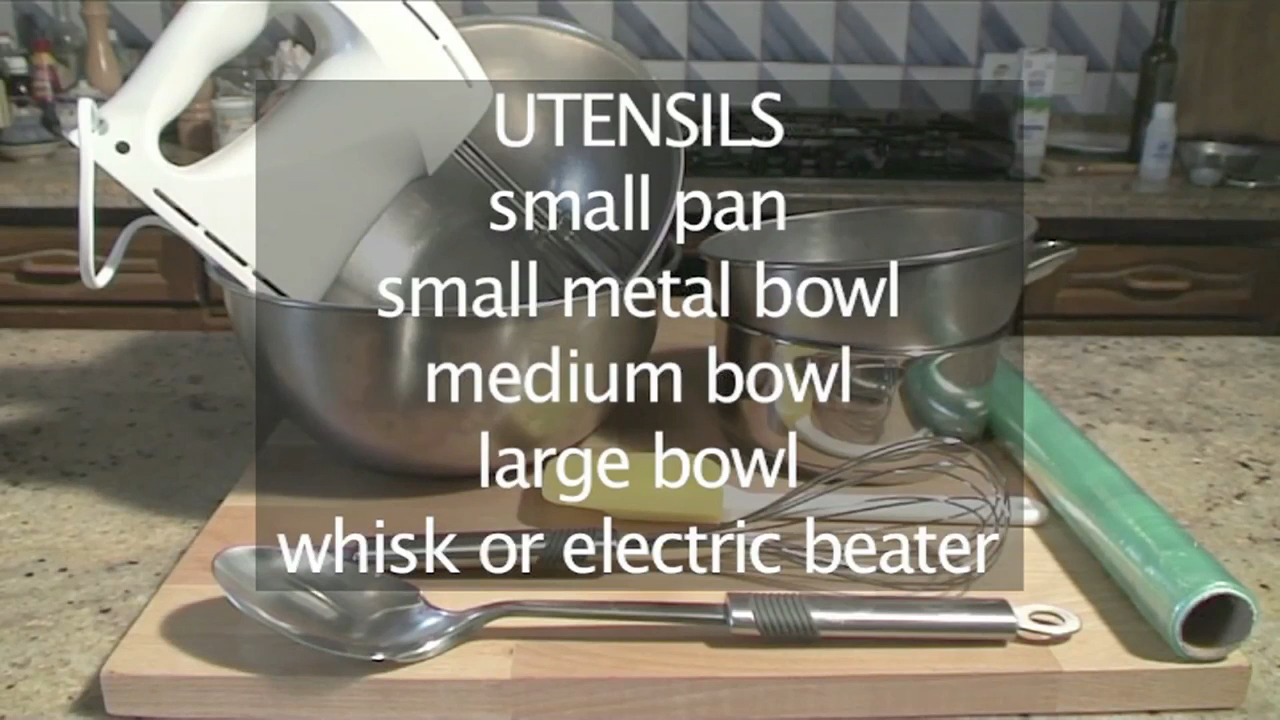 UTENSILS
small pan
small metal bowl
medium bowl
large bowl
whisk or electric beater